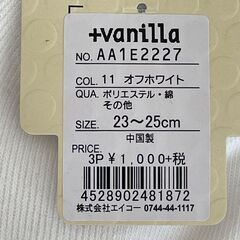 +vanilla
NO. AA1E2227
COL. 11 オフホワイト
QUA. ポリエステル・綿
その他
SIZE. 23～25cm
中国製
PRICE.
3P ¥1,000+税
4528902481872
株式会社エイコー 0744-44-1117